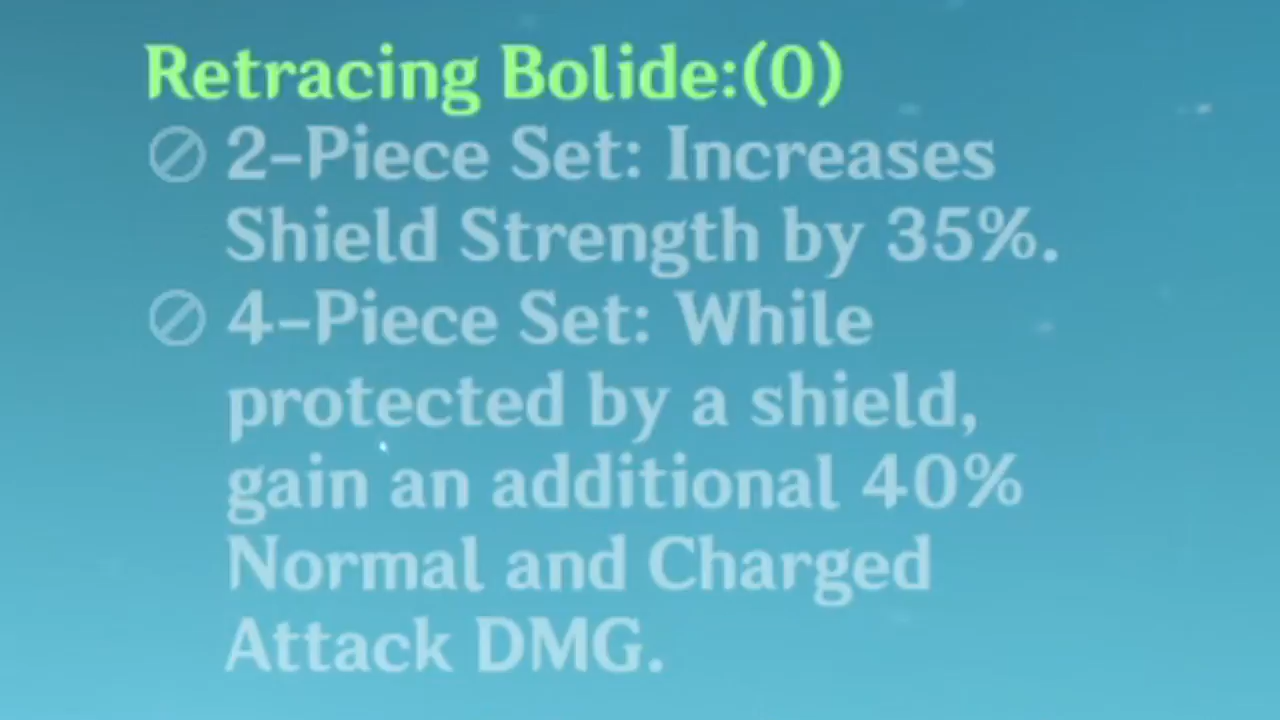 Retracing Bolide:(0)
2-Piece Set: Increases
Shield Strength by 35%.
4-Piece Set: While
protected by a shield,
gain an additional 40%
Normal and Charged
Attack DMG.